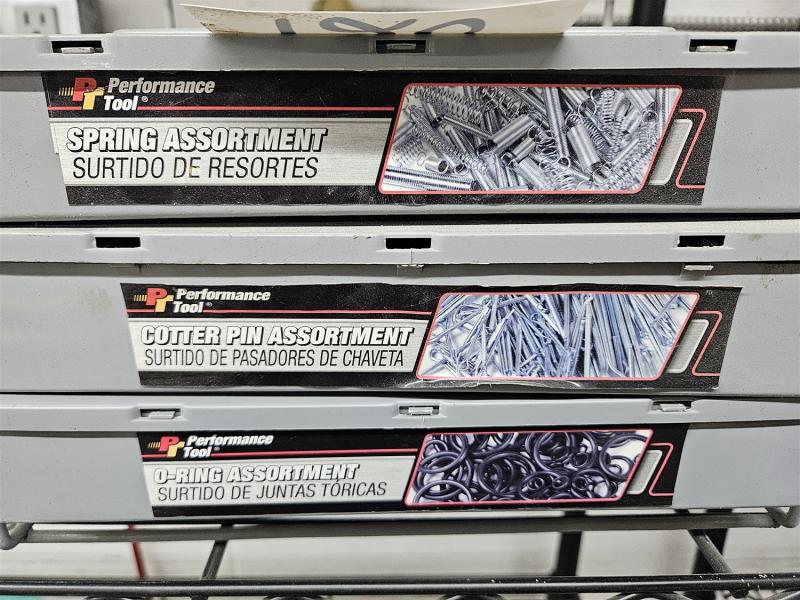 PT Performance
Tool®
SPRING ASSORTMENT
SURTIDO DE RESORTES
PT Performance
Tool®
COTTER PIN ASSORTMENT
SURTIDO DE PASADORES DE CHAVETA
PT Performance
Tool®
O-RING ASSORTMENT
SURTIDO DE JUNTAS TÓRICAS